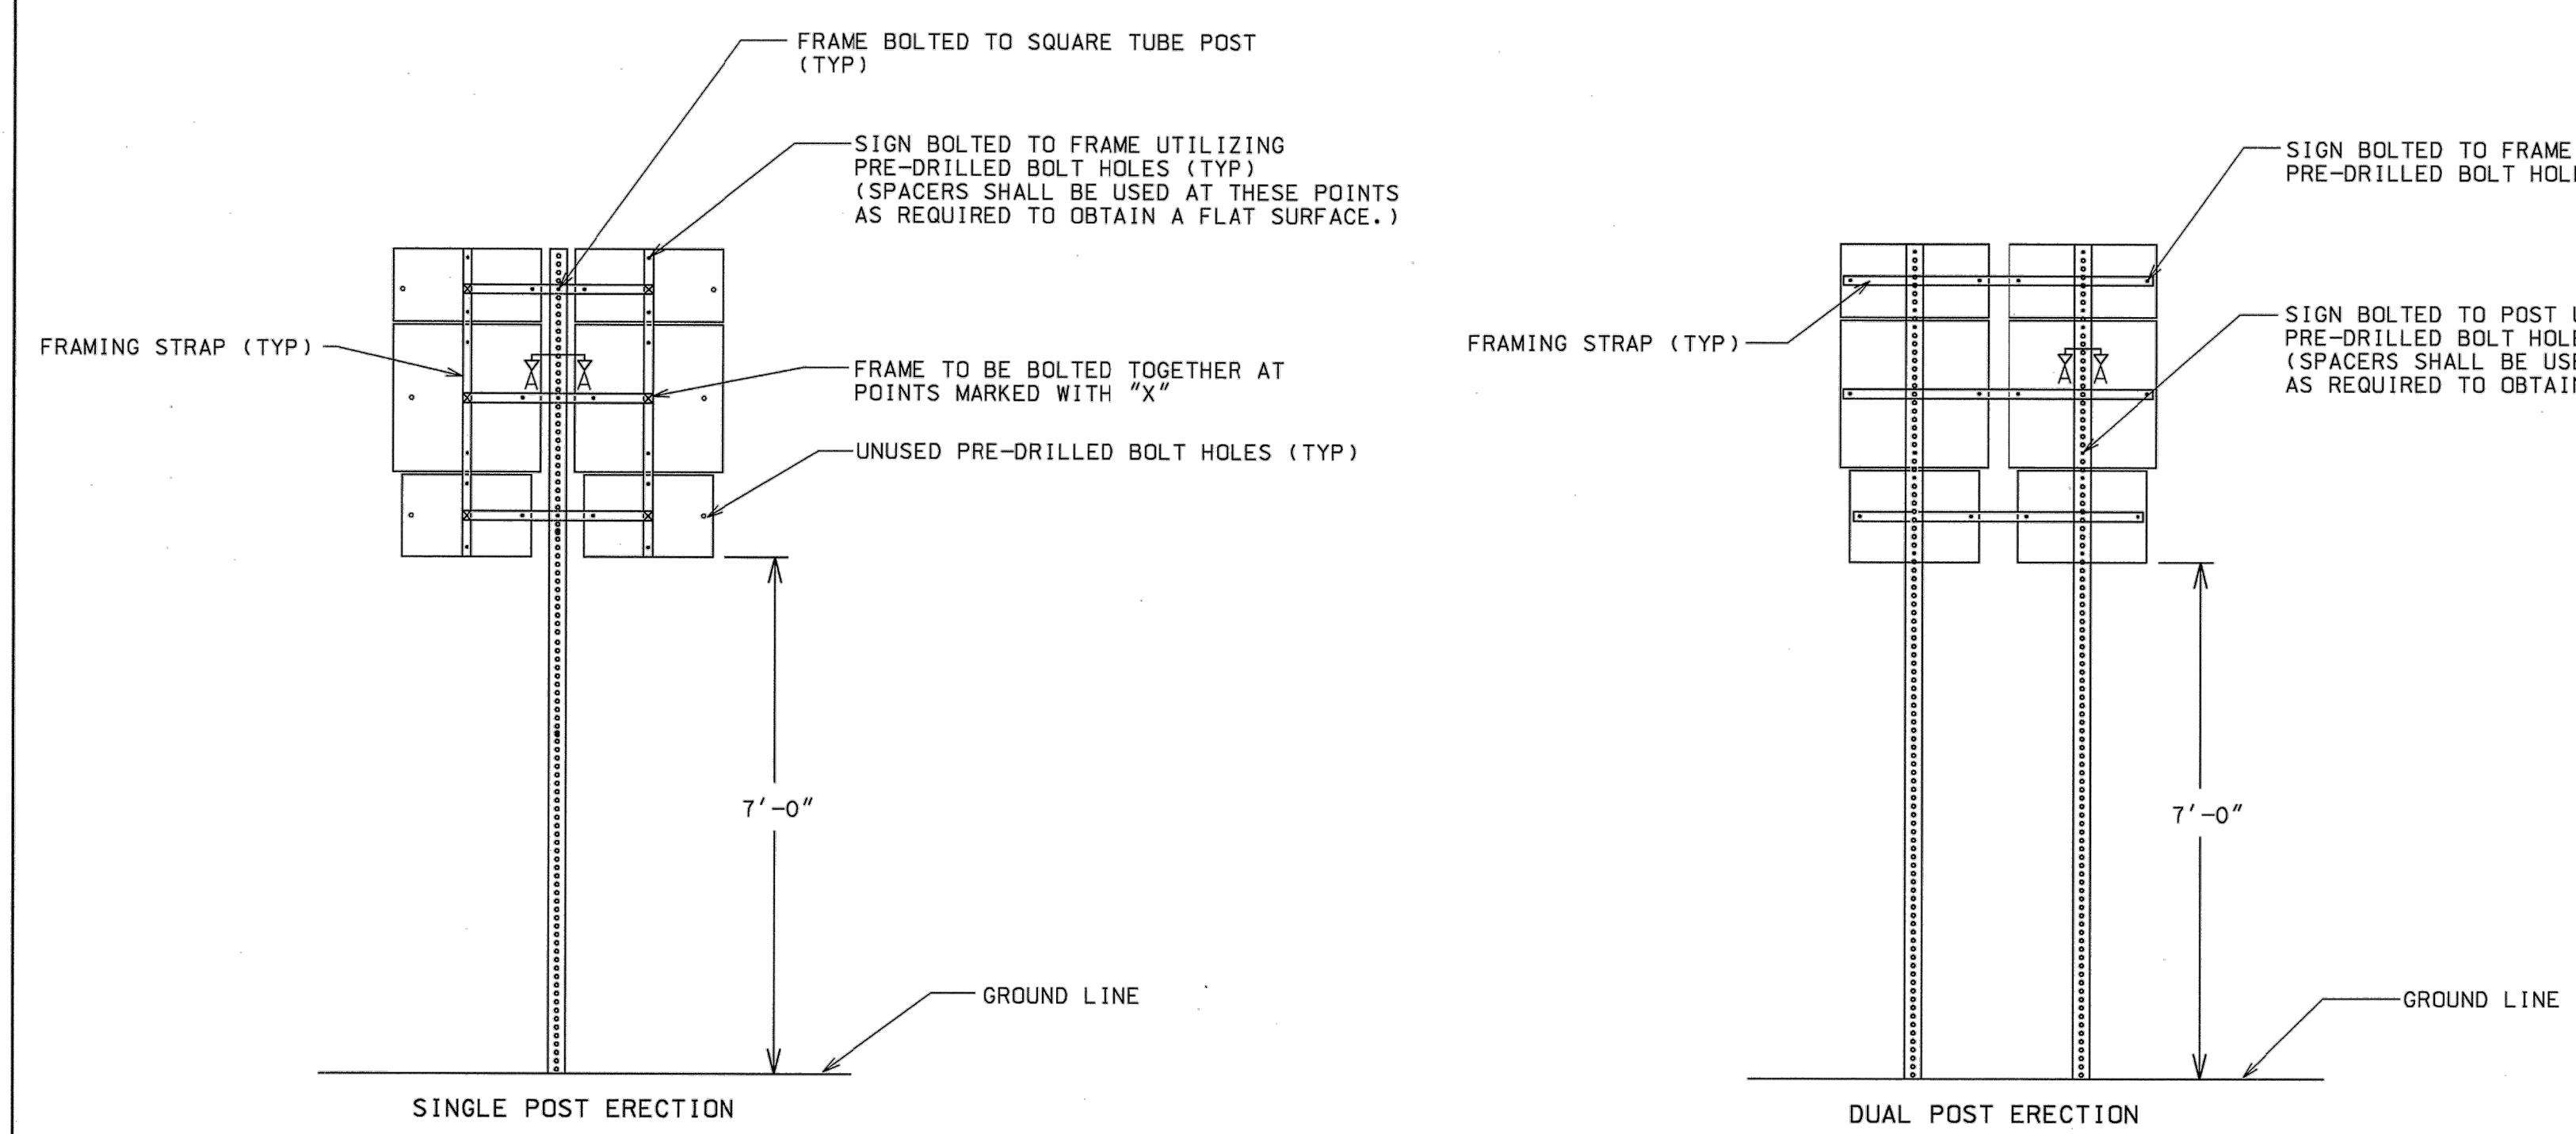 FRAME BOLTED TO SQUARE TUBE POST
(TYP)
SIGN BOLTED TO FRAME UTILIZING
PRE-DRILLED BOLT HOLES (TYP)
(SPACERS SHALL BE USED AT THESE POINTS
AS REQUIRED TO OBTAIN A FLAT SURFACE.)
FRAMING STRAP (TYP)
A A
FRAME TO BE BOLTED TOGETHER AT
POINTS MARKED WITH "X"
UNUSED PRE-DRILLED BOLT HOLES (TYP)
7'-0"
GROUND LINE
SINGLE POST ERECTION
SIGN BOLTED TO FRAME
PRE-DRILLED BOLT
SIGN BOLTED TO POST
PRE-DRILLED BOLT
(SPACERS SHALL BE
AS REQUIRED TO
FRAMING STRAP (TYP)
A A
7'-0"
GROUND LINE
DUAL POST ERECTION